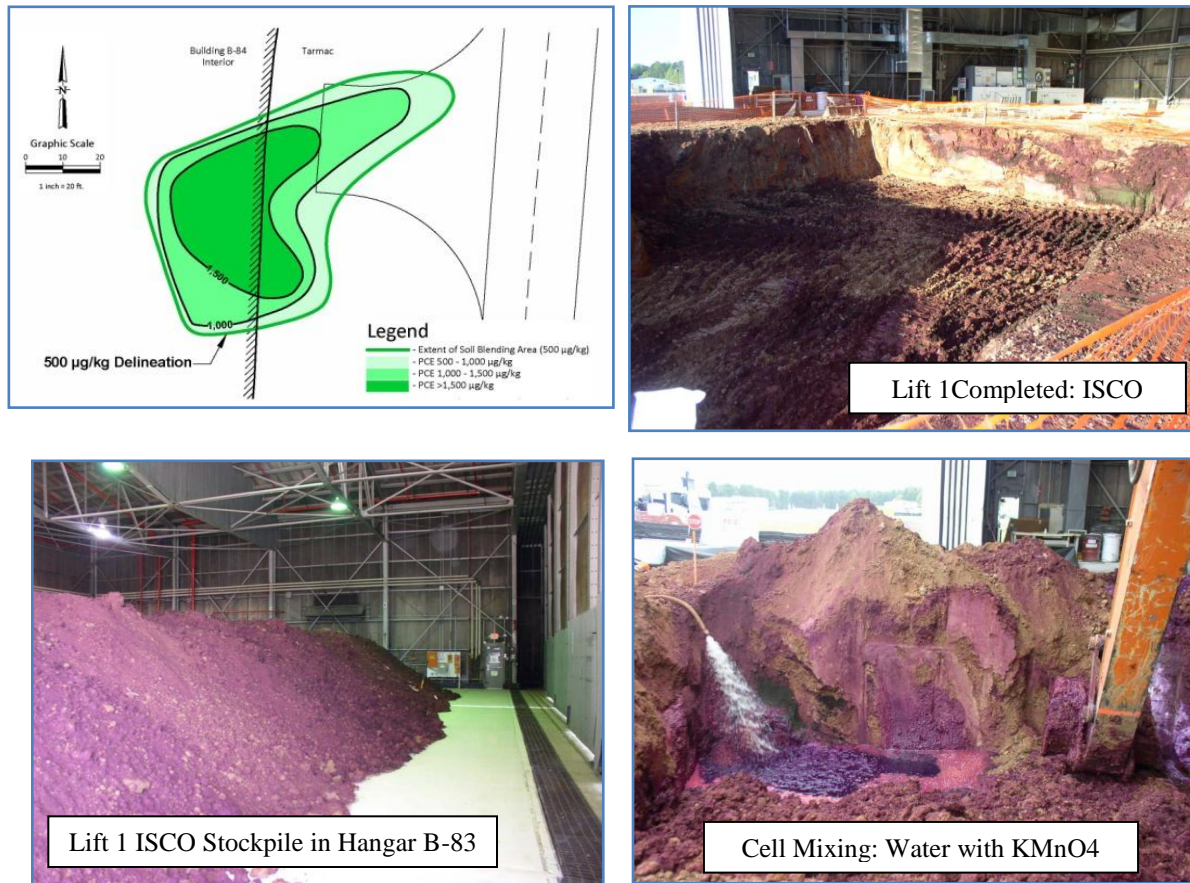 Building B-84
Interior
Tarmac
N
Graphic Scale
0 10 20
1 inch = 20 ft.
1,500
1,000
500 µg/kg Delineation
Legend
- Extent of Soil Blending Area (500 µg/kg)
- PCE 500 - 1,000 µg/kg
- PCE 1,000 - 1,500 µg/kg
- PCE >1,500 µg/kg
Lift 1Completed: ISCO
Lift 1 ISCO Stockpile in Hangar B-83
Cell Mixing: Water with KMnO4